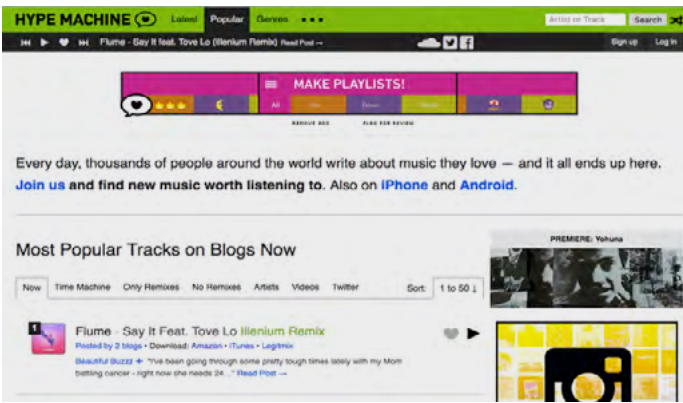 HYPE MACHINE Latest Popular Genres
Artist or Track Search
Flume - Say It feat. Tove Lo (Illenium Remix) Read Post →
Sign up Log in
MAKE PLAYLISTS!
All
REMOVE ADS FLAG FOR REVIEW
Every day, thousands of people around the world write about music they love — and it all ends up here.
Join us and find new music worth listening to. Also on iPhone and Android.
Most Popular Tracks on Blogs Now
PREMIERE: Yohuna
Now Time Machine Only Remixes No Remixes Artists Videos Twitter Sort: 1 to 50 ↓
1
Flume - Say It Feat. Tove Lo Illenium Remix
Posted by 2 blogs • Download: Amazon • iTunes • Legitmix
Beautiful Buzzz + "I've been going through some pretty tough times lately with my Mom
battling cancer - right now she needs 24..." Read Post →